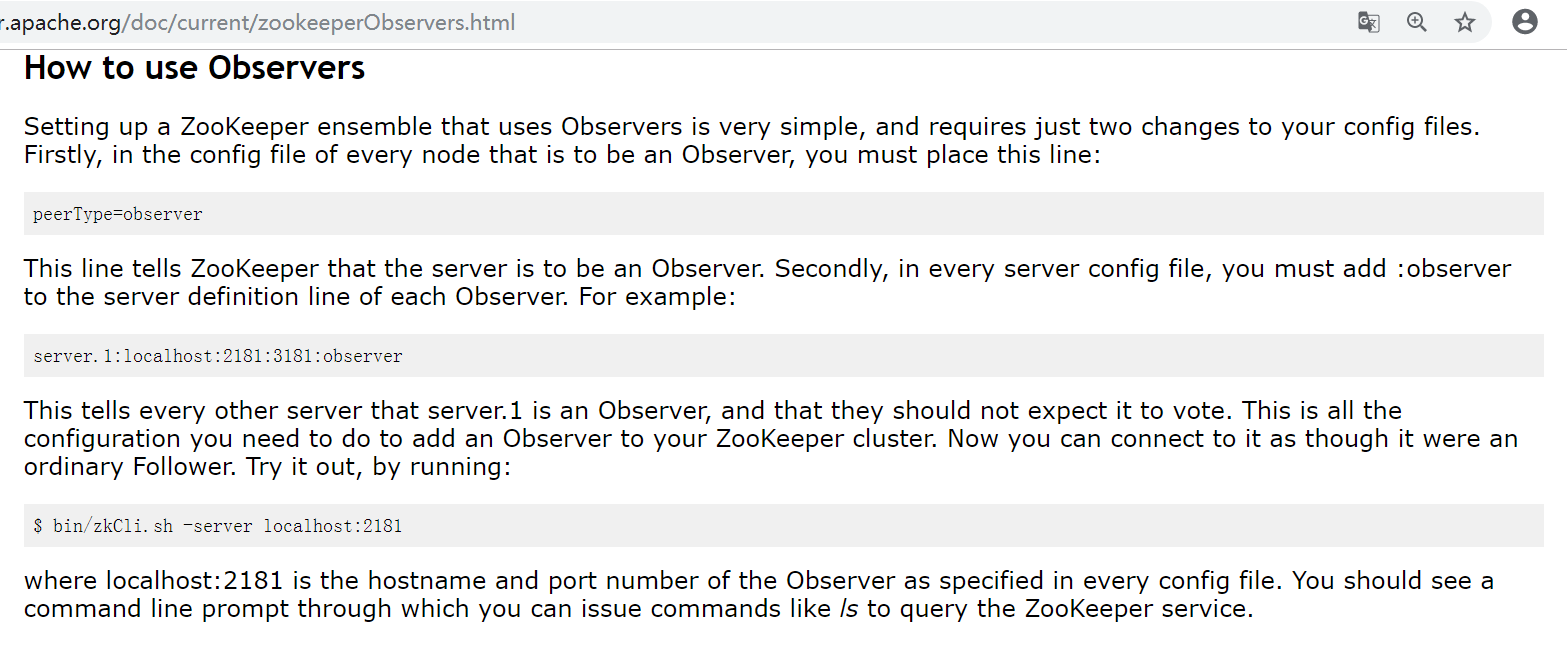 r.apache.org/doc/current/zookeeperObservers.html
How to use Observers
Setting up a ZooKeeper ensemble that uses Observers is very simple, and requires just two changes to your config files.
Firstly, in the config file of every node that is to be an Observer, you must place this line:
peerType=observer
This line tells ZooKeeper that the server is to be an Observer. Secondly, in every server config file, you must add :observer
to the server definition line of each Observer. For example:
server.1:localhost:2181:3181:observer
This tells every other server that server.1 is an Observer, and that they should not expect it to vote. This is all the
configuration you need to do to add an Observer to your ZooKeeper cluster. Now you can connect to it as though it were an
ordinary Follower. Try it out, by running:
$ bin/zkCli.sh -server localhost:2181
where localhost:2181 is the hostname and port number of the Observer as specified in every config file. You should see a
command line prompt through which you can issue commands like ls to query the ZooKeeper service.